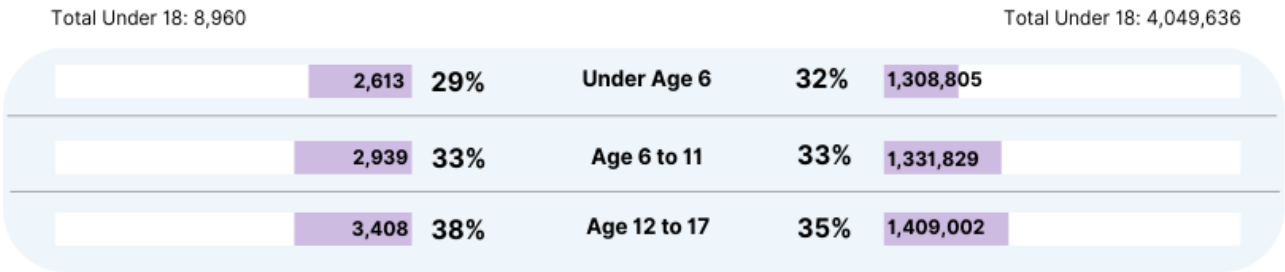 Total Under 18: 8,960 Total Under 18: 4,049,636
2,613 29% Under Age 6 32% 1,308,805
2,939 33% Age 6 to 11 33% 1,331,829
3,408 38% Age 12 to 17 35% 1,409,002